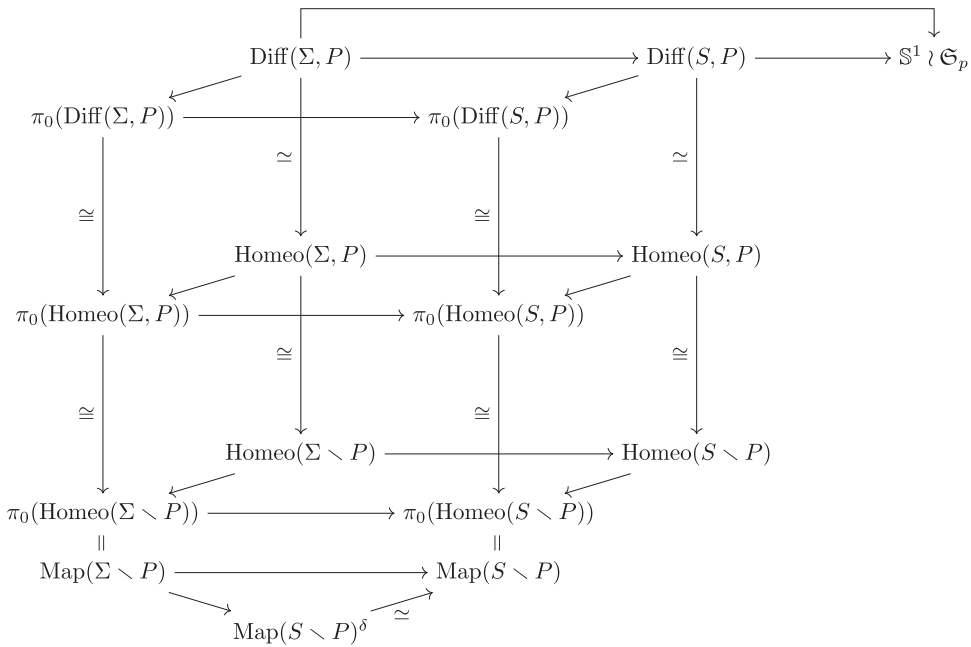 Diff(Σ, P) Diff(S, P) 𝕊¹ ≀ 𝔖ₚ
π₀(Diff(Σ, P)) π₀(Diff(S, P))
≃ ≃
≅ ≅
Homeo(Σ, P) Homeo(S, P)
π₀(Homeo(Σ, P)) π₀(Homeo(S, P))
≅ ≅
≅ ≅
Homeo(Σ ∖ P) Homeo(S ∖ P)
π₀(Homeo(Σ ∖ P)) π₀(Homeo(S ∖ P))
= =
Map(Σ ∖ P) Map(S ∖ P)
≃
Map(S ∖ P)^δ